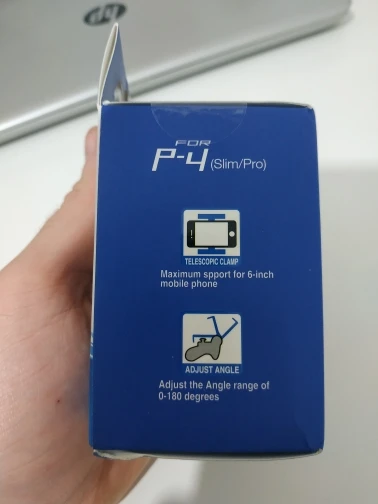 hp
FOR
P-4 (Slim/Pro)
TELESCOPIC CLAMP
Maximum spport for 6-inch
mobile phone
ADJUST ANGLE
Adjust the Angle range of
0-180 degrees